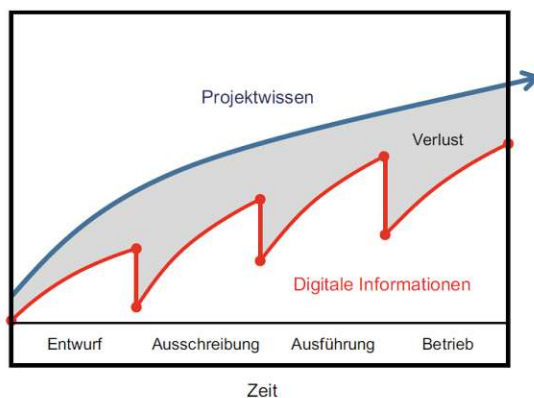 Projektwissen
Verlust
Digitale Informationen
Entwurf Ausschreibung Ausführung Betrieb
Zeit